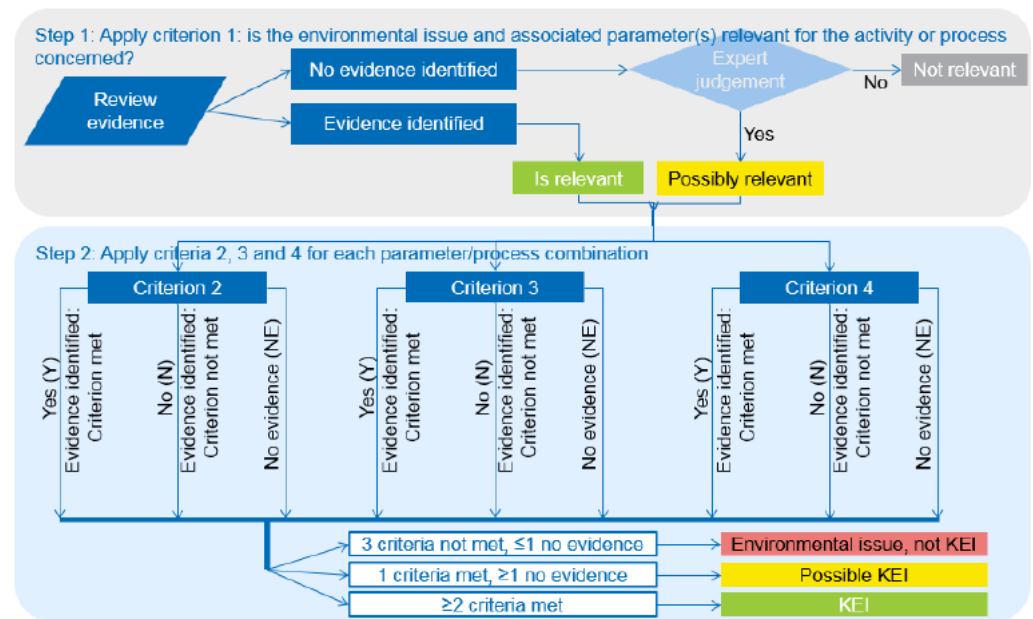 Step 1: Apply criterion 1: is the environmental issue and associated parameter(s) relevant for the activity or process
concerned?
Review
evidence
No evidence identified
Evidence identified
Expert
judgement
No
Not relevant
Yes
Is relevant
Possibly relevant
Step 2: Apply criteria 2, 3 and 4 for each parameter/process combination
Criterion 2
Criterion 3
Criterion 4
Yes (Y)
Evidence identified:
Criterion met
No (N)
Evidence identified:
Criterion not met
No evidence (NE)
Yes (Y)
Evidence identified:
Criterion met
No (N)
Evidence identified:
Criterion not met
No evidence (NE)
Yes (Y)
Evidence identified:
Criterion met
No (N)
Evidence identified:
Criterion not met
No evidence (NE)
3 criteria not met, ≤1 no evidence
Environmental issue, not KEI
1 criteria met, ≥1 no evidence
Possible KEI
≥2 criteria met
KEI